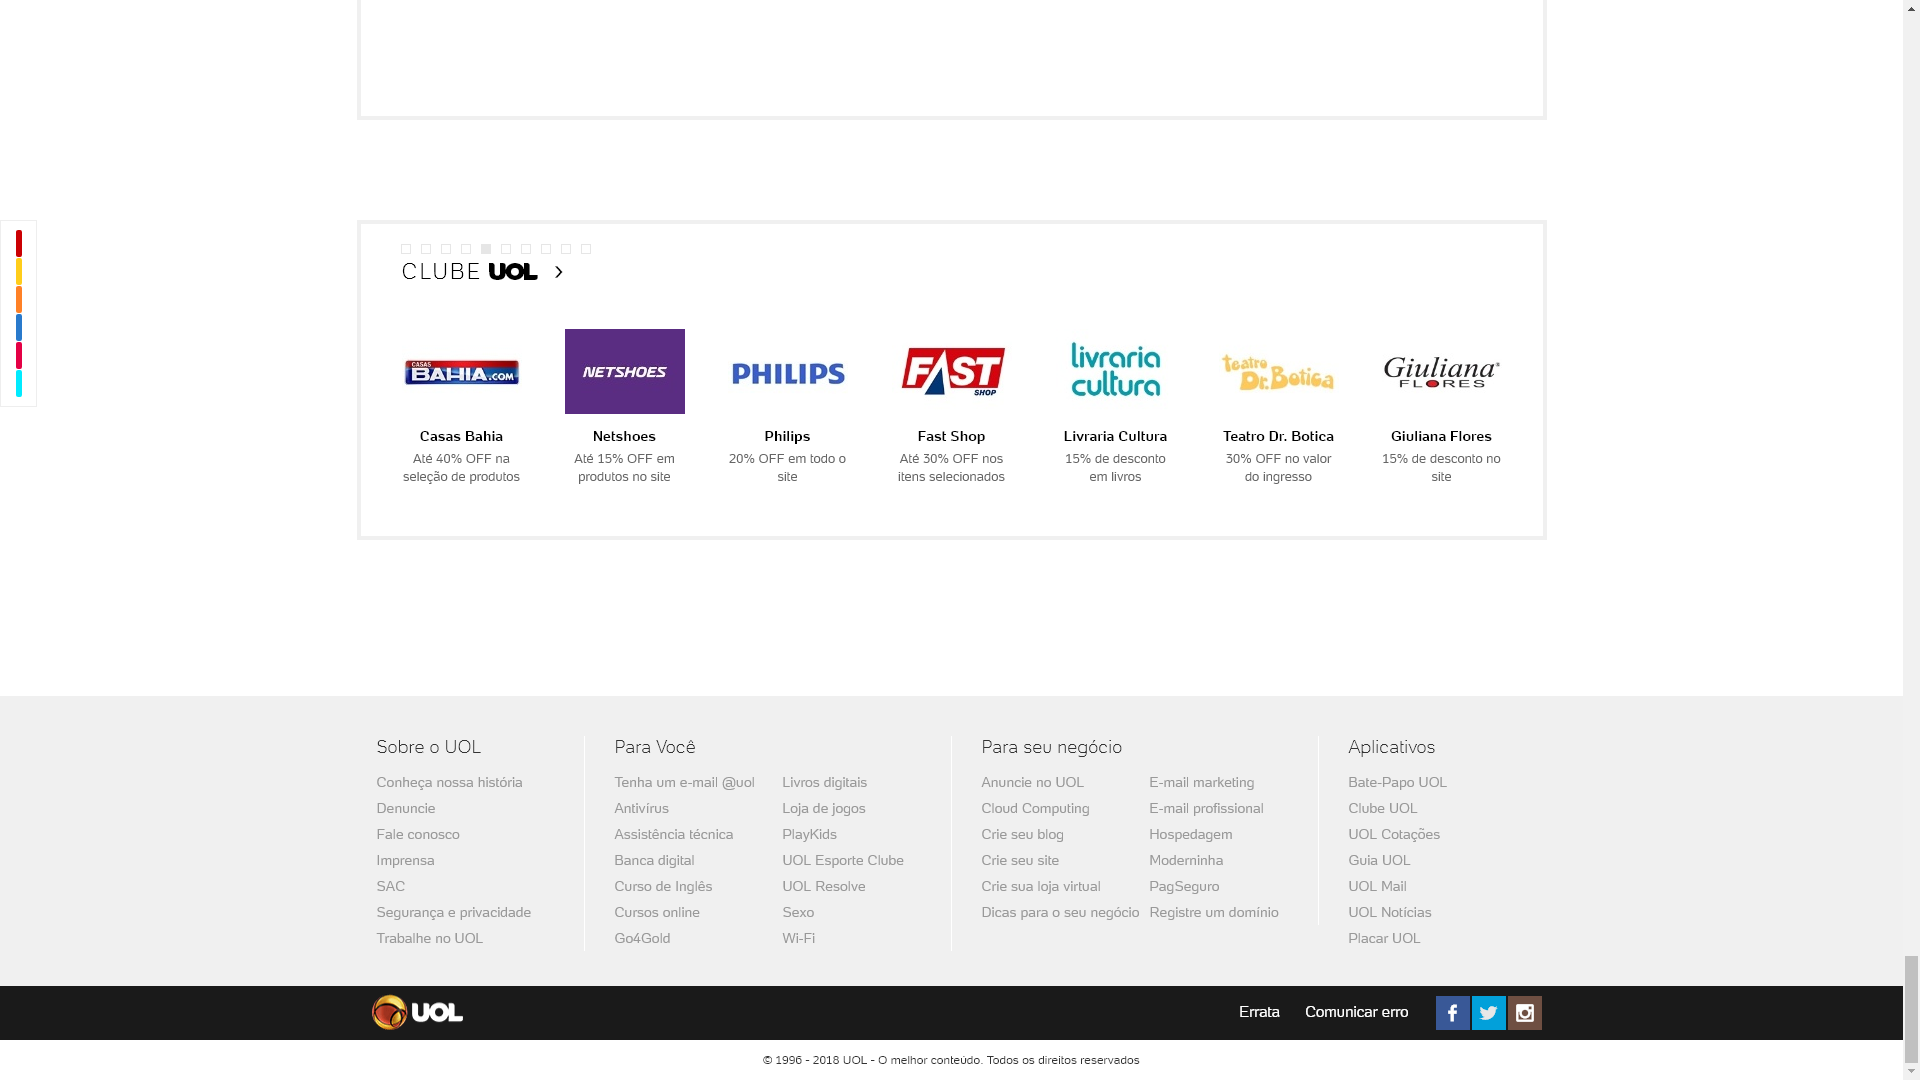 CLUBE UOL
CASAS
BAHIA.COM
NETSHOES
PHILIPS
FAST
SHOP
livraria
cultura
Teatro
Dr. Botica
Giuliana
FLORES
Casas Bahia
Até 40% OFF na
seleção de produtos
Netshoes
Até 15% OFF em
produtos no site
Philips
20% OFF em todo o
site
Fast Shop
Até 30% OFF nos
itens selecionados
Livraria Cultura
15% de desconto
em livros
Teatro Dr. Botica
30% OFF no valor
do ingresso
Giuliana Flores
15% de desconto no
site
Sobre o UOL
Conheça nossa história
Denuncie
Fale conosco
Imprensa
SAC
Segurança e privacidade
Trabalhe no UOL
Para Você
Tenha um e-mail @uol
Antivírus
Assistência técnica
Banca digital
Curso de Inglês
Cursos online
Go4Gold
Livros digitais
Loja de jogos
PlayKids
UOL Esporte Clube
UOL Resolve
Sexo
Wi-Fi
Para seu negócio
Anuncie no UOL
Cloud Computing
Crie seu blog
Crie seu site
Crie sua loja virtual
Dicas para o seu negócio
E-mail marketing
E-mail profissional
Hospedagem
Moderninha
PagSeguro
Registre um domínio
Aplicativos
Bate-Papo UOL
Clube UOL
UOL Cotações
Guia UOL
UOL Mail
UOL Notícias
Placar UOL
UOL
Errata
Comunicar erro
© 1996 - 2018 UOL - O melhor conteúdo. Todos os direitos reservados